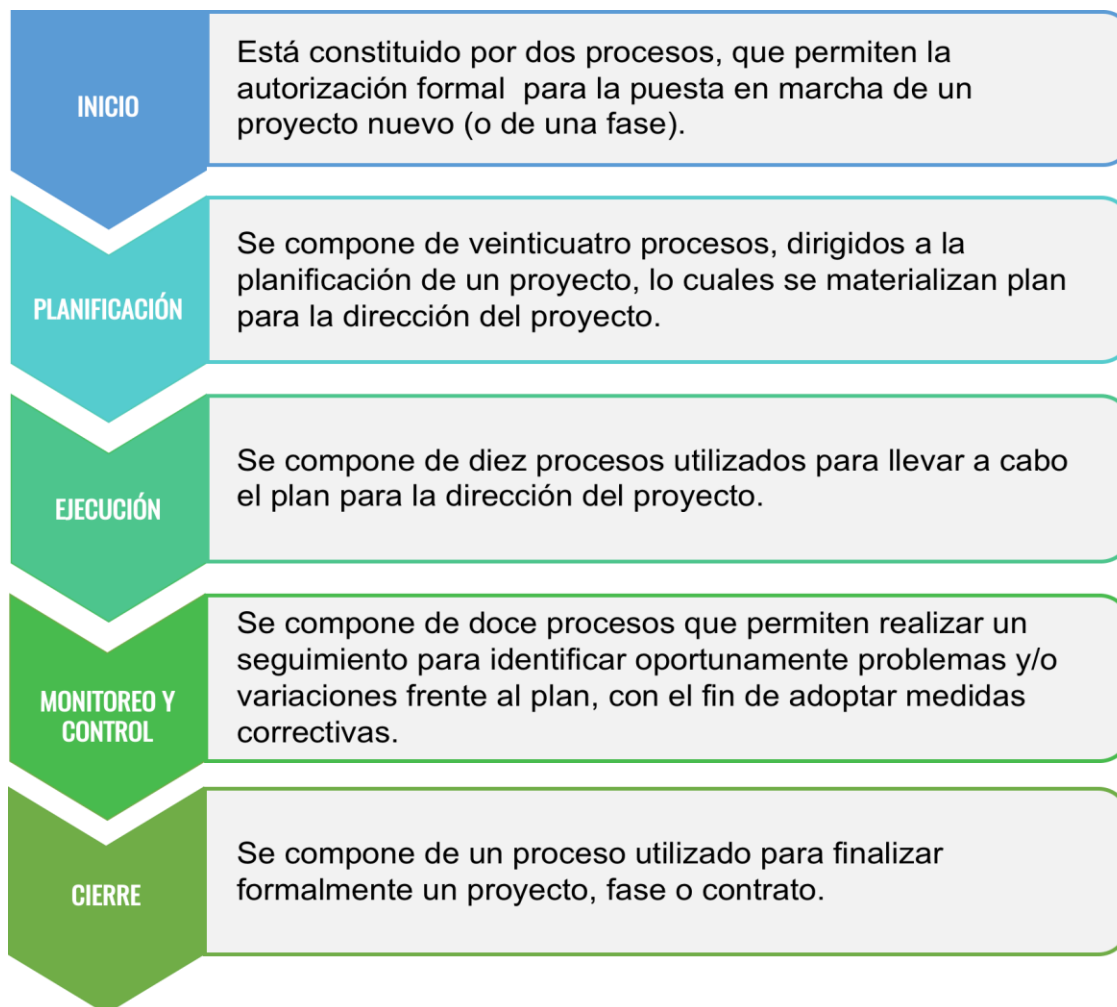 INICIO
Está constituido por dos procesos, que permiten la
autorización formal para la puesta en marcha de un
proyecto nuevo (o de una fase).
PLANIFICACIÓN
Se compone de veinticuatro procesos, dirigidos a la
planificación de un proyecto, lo cuales se materializan plan
para la dirección del proyecto.
EJECUCIÓN
Se compone de diez procesos utilizados para llevar a cabo
el plan para la dirección del proyecto.
MONITOREO Y
CONTROL
Se compone de doce procesos que permiten realizar un
seguimiento para identificar oportunamente problemas y/o
variaciones frente al plan, con el fin de adoptar medidas
correctivas.
CIERRE
Se compone de un proceso utilizado para finalizar
formalmente un proyecto, fase o contrato.